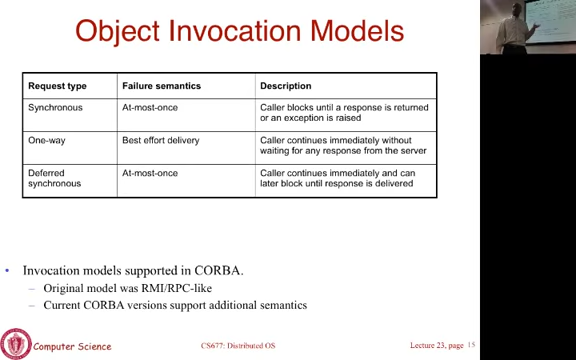 Object Invocation Models
Request type Failure semantics Description
Synchronous At-most-once Caller blocks until a response is returned
or an exception is raised
One-way Best effort delivery Caller continues immediately without
waiting for any response from the server
Deferred At-most-once Caller continues immediately and can
synchronous later block until response is delivered
• Invocation models supported in CORBA.
– Original model was RMI/RPC-like
– Current CORBA versions support additional semantics
Computer Science CS677: Distributed OS Lecture 23, page 15